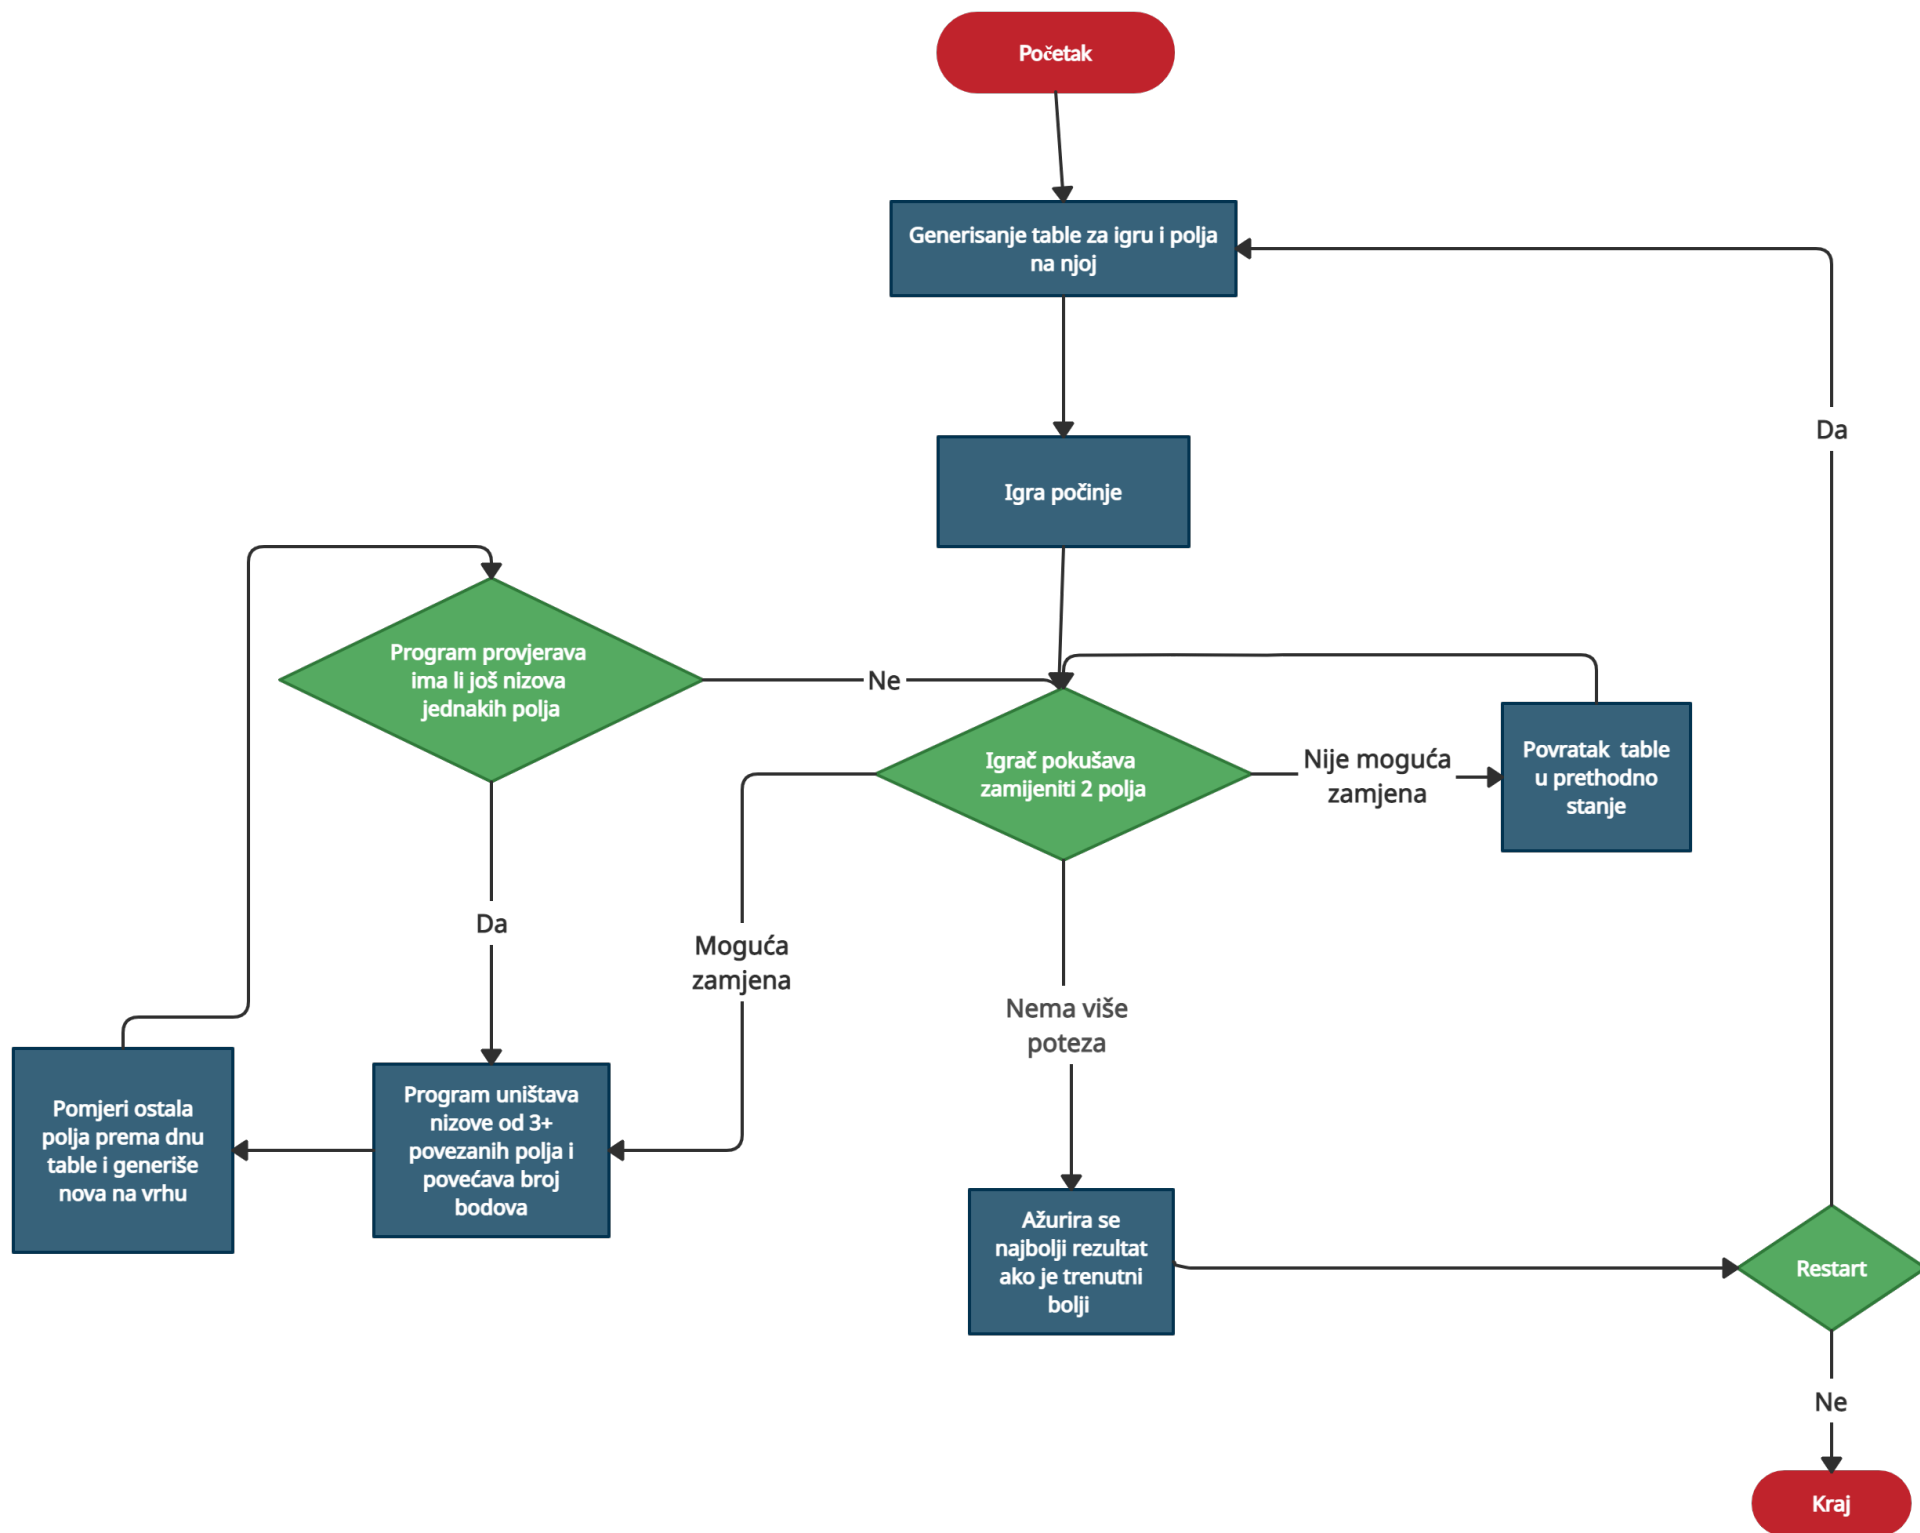 Početak
Generisanje table za igru i polja
na njoj
Da
Igra počinje
Program provjerava
ima li još nizova
jednakih polja
Ne
Igrač pokušava
zamijeniti 2 polja
Nije moguća
zamjena
Povratak table
u prethodno
stanje
Da
Moguća
zamjena
Nema više
poteza
Pomjeri ostala
polja prema dnu
table i generiše
nova na vrhu
Program uništava
nizove od 3+
povezanih polja i
povećava broj
bodova
Ažurira se
najbolji rezultat
ako je trenutni
bolji
Restart
Ne
Kraj